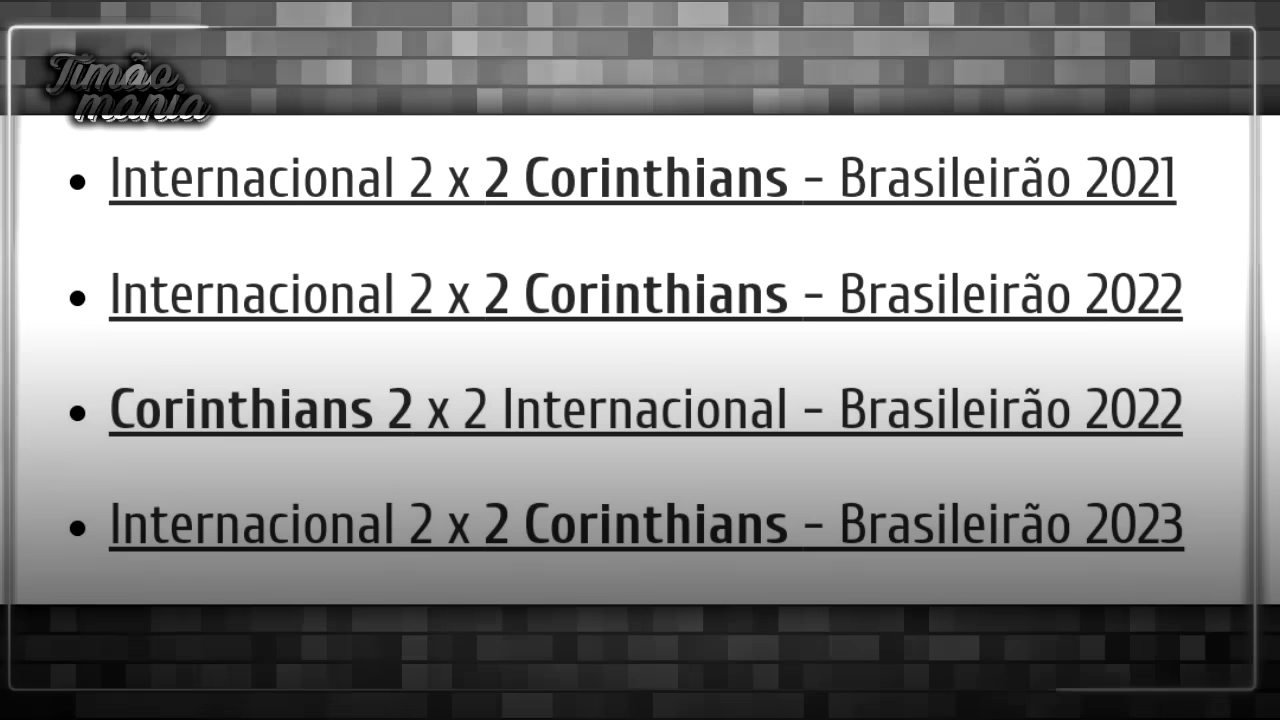 Timão.
mania
• Internacional 2 x 2 Corinthians - Brasileirão 2021
• Internacional 2 x 2 Corinthians - Brasileirão 2022
• Corinthians 2 x 2 Internacional - Brasileirão 2022
• Internacional 2 x 2 Corinthians - Brasileirão 2023